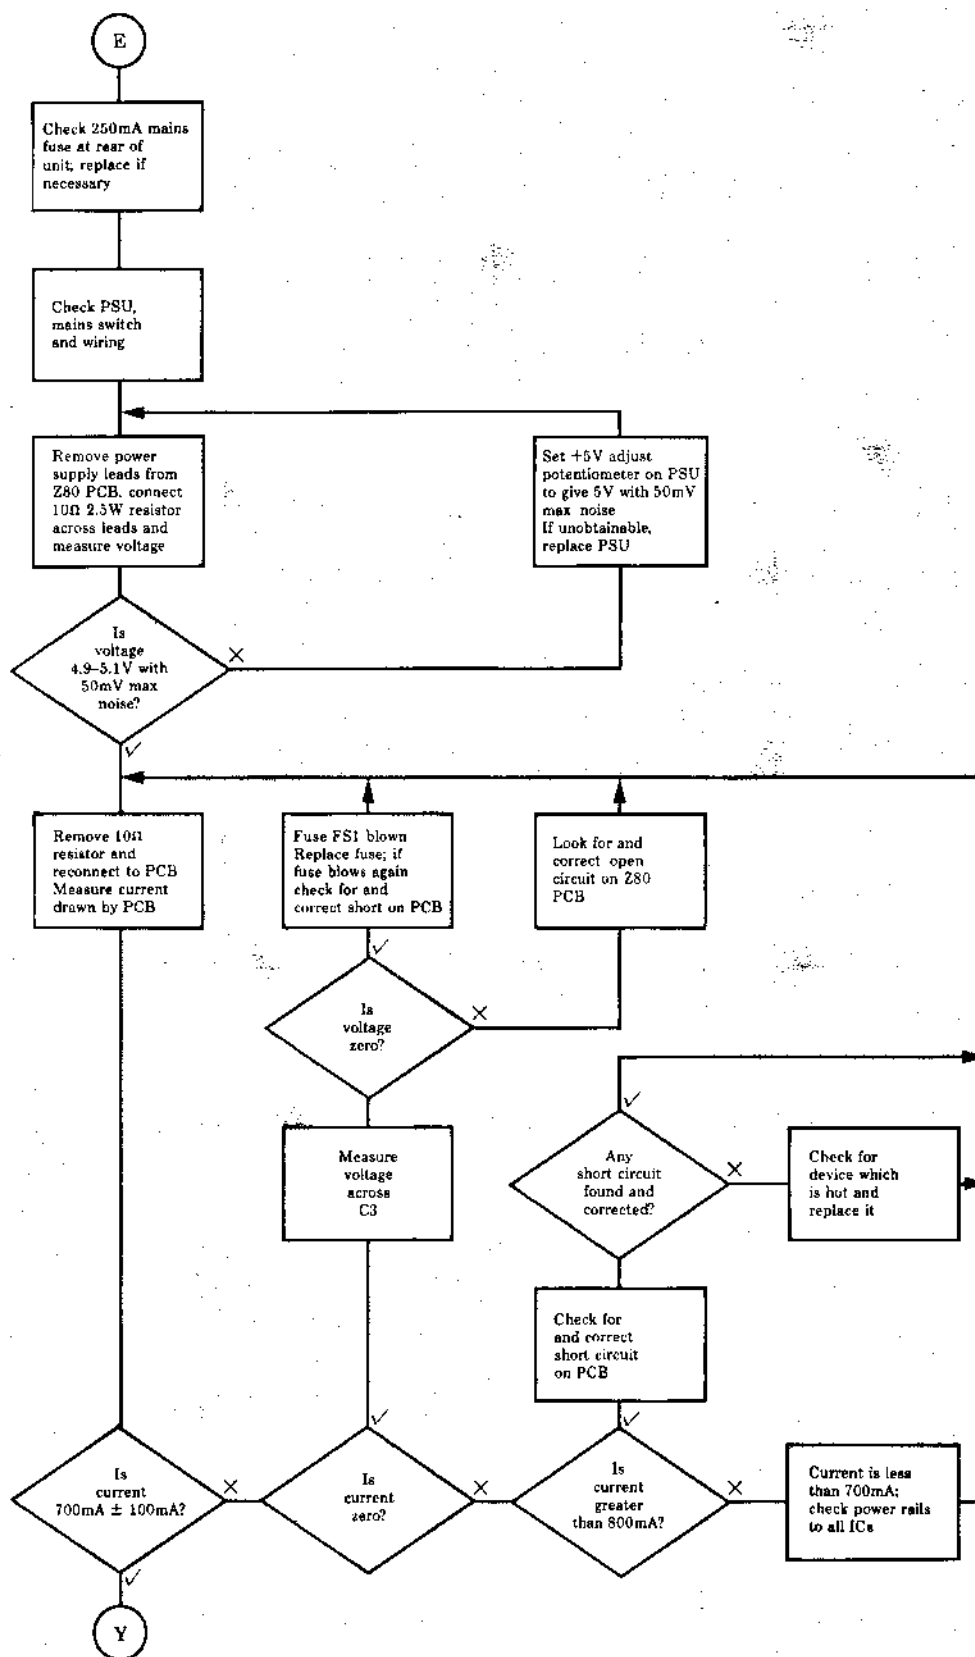 E
Check 250mA mains
fuse at rear of
unit; replace if
necessary
Check PSU,
mains switch
and wiring
Remove power
supply leads from
Z80 PCB, connect
10Ω 2.5W resistor
across leads and
measure voltage
Set +5V adjust
potentiometer on PSU
to give 5V with 50mV
max noise
If unobtainable,
replace PSU
Is
voltage
4.9–5.1V with
50mV max
noise?
×
✓
Remove 10Ω
resistor and
reconnect to PCB
Measure current
drawn by PCB
Fuse FS1 blown
Replace fuse; if
fuse blows again
check for and
correct short on PCB
Look for and
correct open
circuit on Z80
PCB
✓
Is
voltage
zero?
×
Measure
voltage
across
C3
✓
Any
short circuit
found and
corrected?
×
Check for
device which
is hot and
replace it
Check for
and correct
short circuit
on PCB
✓
✓
Is
current
700mA ± 100mA?
×
Is
current
zero?
×
Is
current
greater
than 800mA?
×
Current is less
than 700mA;
check power rails
to all ICs
✓
Y